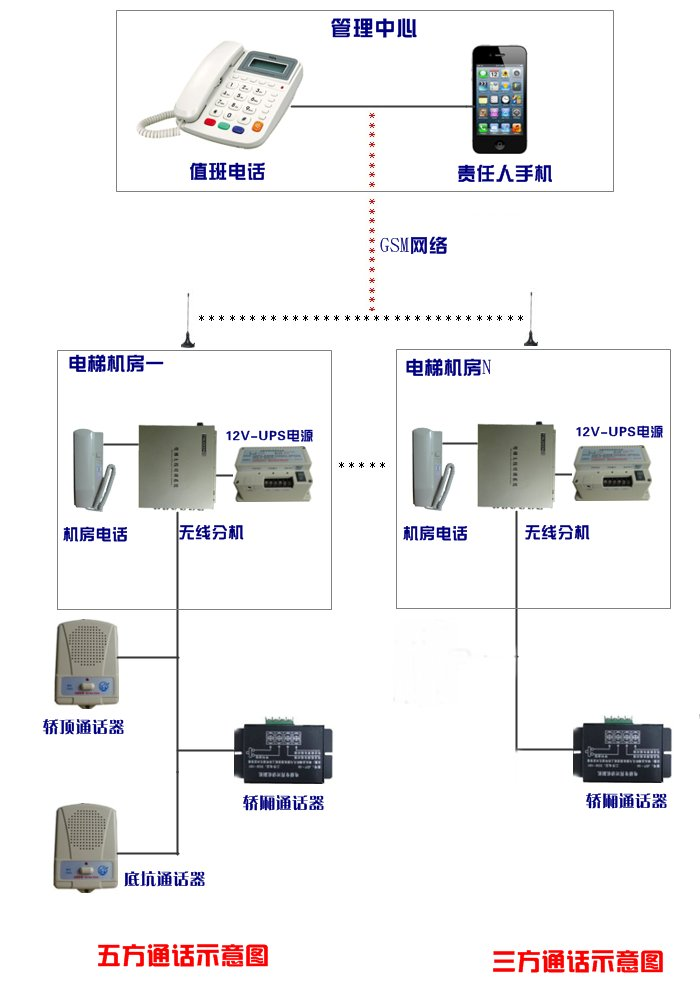 管理中心
值班电话
责任人手机
GSM网络
电梯机房一
电梯机房N
12V-UPS电源
12V-UPS电源
机房电话
无线分机
机房电话
无线分机
轿顶通话器
轿厢通话器
轿厢通话器
底坑通话器
五方通话示意图
三方通话示意图